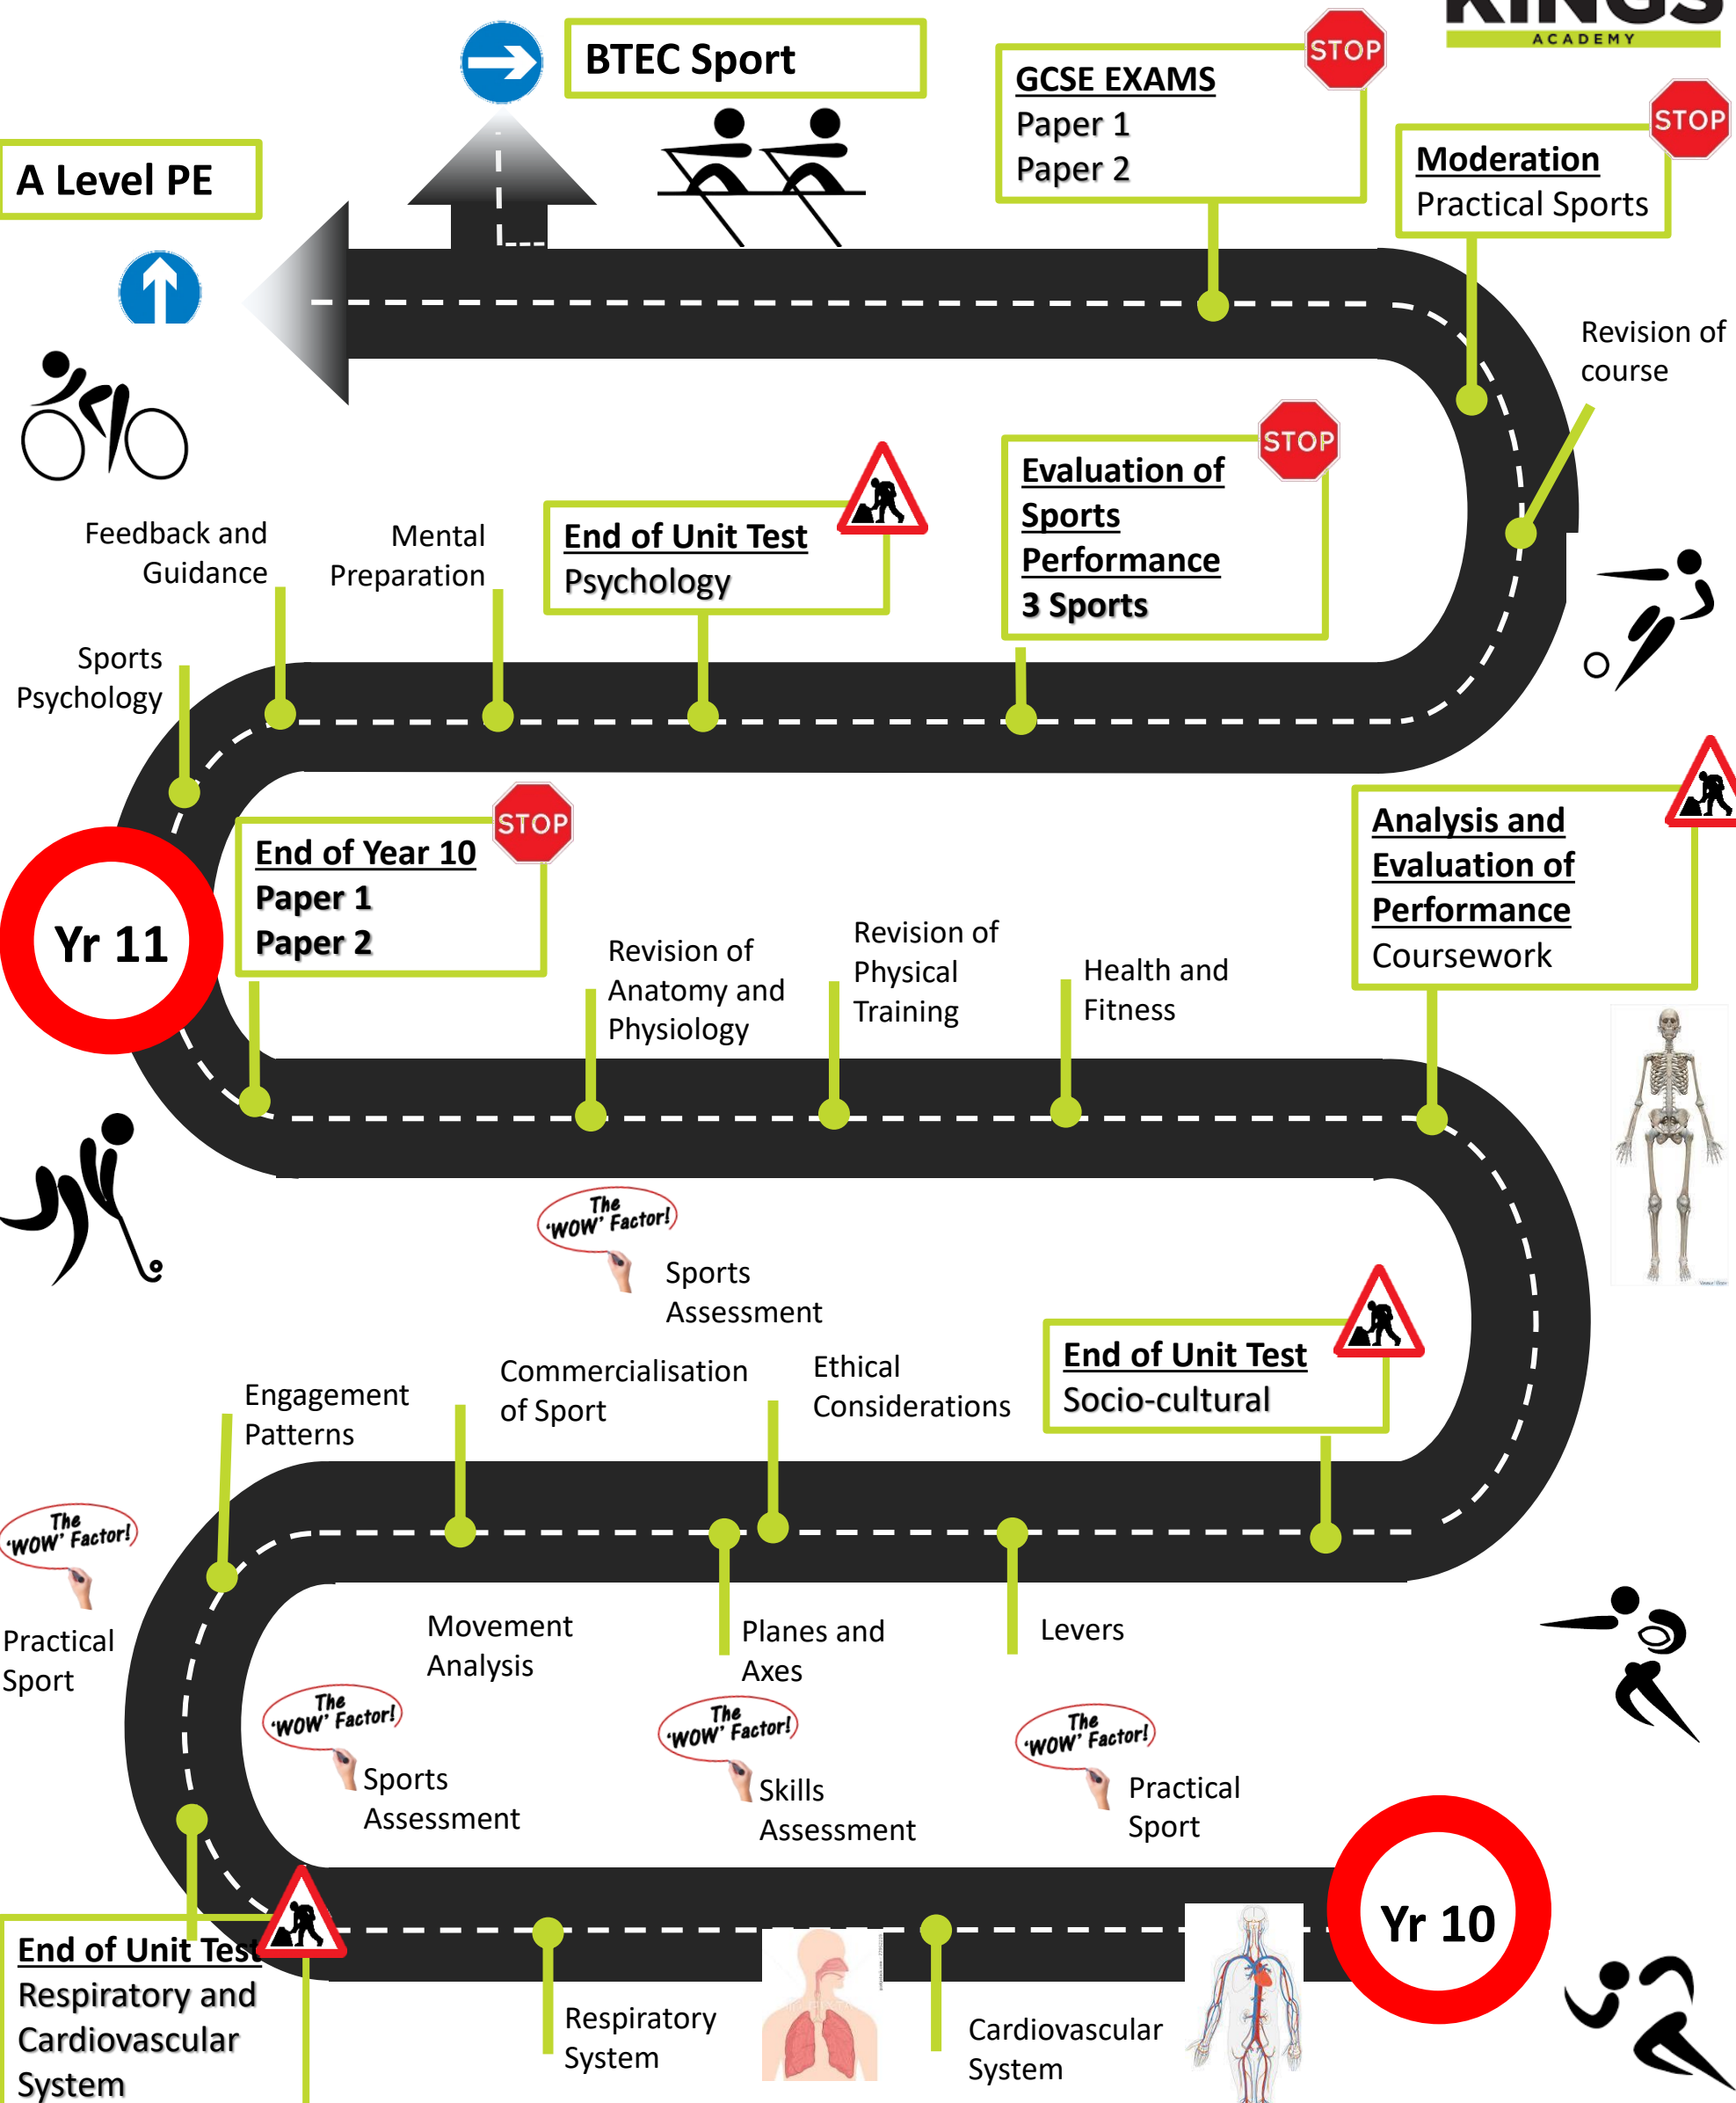 KINGS
ACADEMY
BTEC Sport
STOP
GCSE EXAMS
Paper 1
Paper 2
STOP
Moderation
Practical Sports
A Level PE
Revision of
course
STOP
Evaluation of
Sports
Performance
3 Sports
End of Unit Test
Psychology
Mental
Preparation
Feedback and
Guidance
Sports
Psychology
Yr 11
STOP
End of Year 10
Paper 1
Paper 2
Revision of
Anatomy and
Physiology
Revision of
Physical
Training
Health and
Fitness
Analysis and
Evaluation of
Performance
Coursework
The
'WOW' Factor!
Sports
Assessment
Engagement
Patterns
Commercialisation
of Sport
Ethical
Considerations
End of Unit Test
Socio-cultural
The
'WOW' Factor!
Practical
Sport
Movement
Analysis
Planes and
Axes
Levers
The
'WOW' Factor!
Sports
Assessment
The
'WOW' Factor!
Skills
Assessment
The
'WOW' Factor!
Practical
Sport
Yr 10
End of Unit Test
Respiratory and
Cardiovascular
System
Respiratory
System
Cardiovascular
System